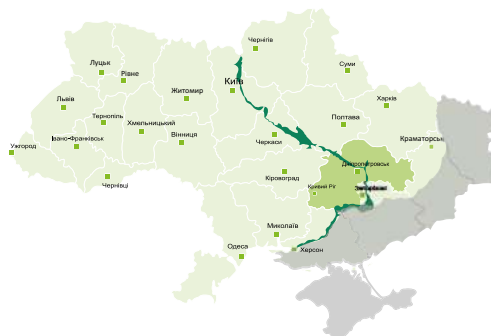 Чернігів
Луцьк
Рівне
Суми
Київ
Житомир
Львів
Харків
Тернопіль
Хмельницький
Полтава
Івано-Франківськ
Вінниця
Черкаси
Краматорськ
Ужгород
Дніпропетровськ
Чернівці
Кіровоград
Кривий Ріг
Миколаїв
Одеса
Херсон